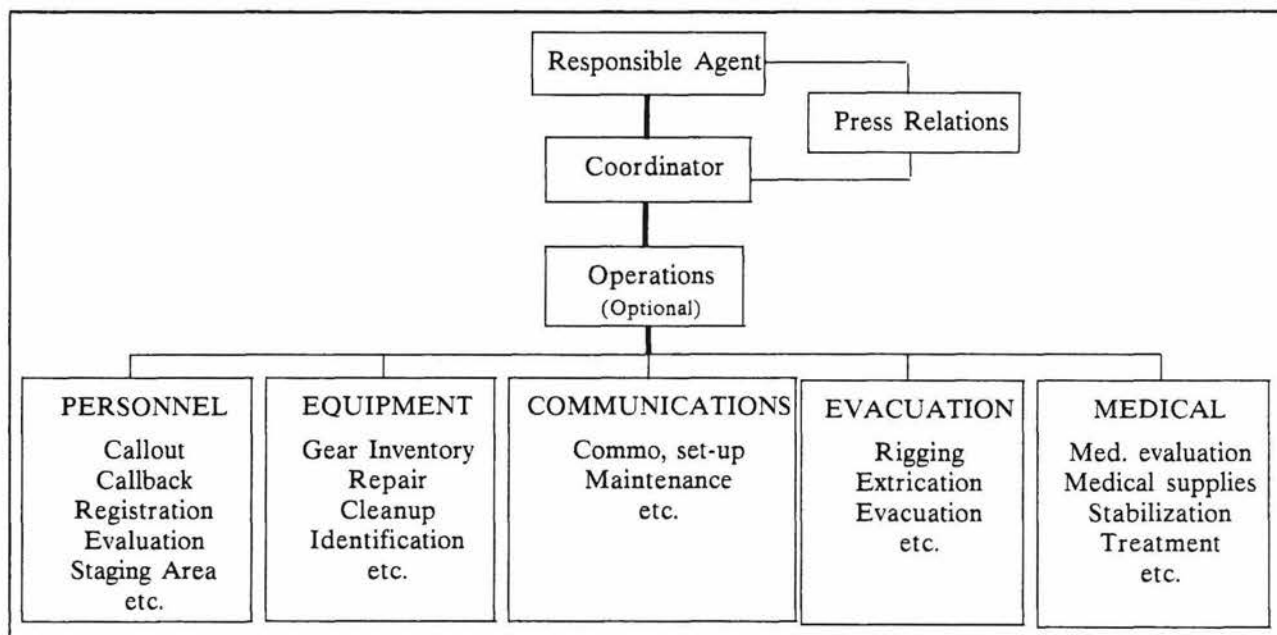 Responsible Agent
Press Relations
Coordinator
Operations
(Optional)
PERSONNEL
Callout
Callback
Registration
Evaluation
Staging Area
etc.
EQUIPMENT
Gear Inventory
Repair
Cleanup
Identification
etc.
COMMUNICATIONS
Commo, set-up
Maintenance
etc.
EVACUATION
Rigging
Extrication
Evacuation
etc.
MEDICAL
Med. evaluation
Medical supplies
Stabilization
Treatment
etc.